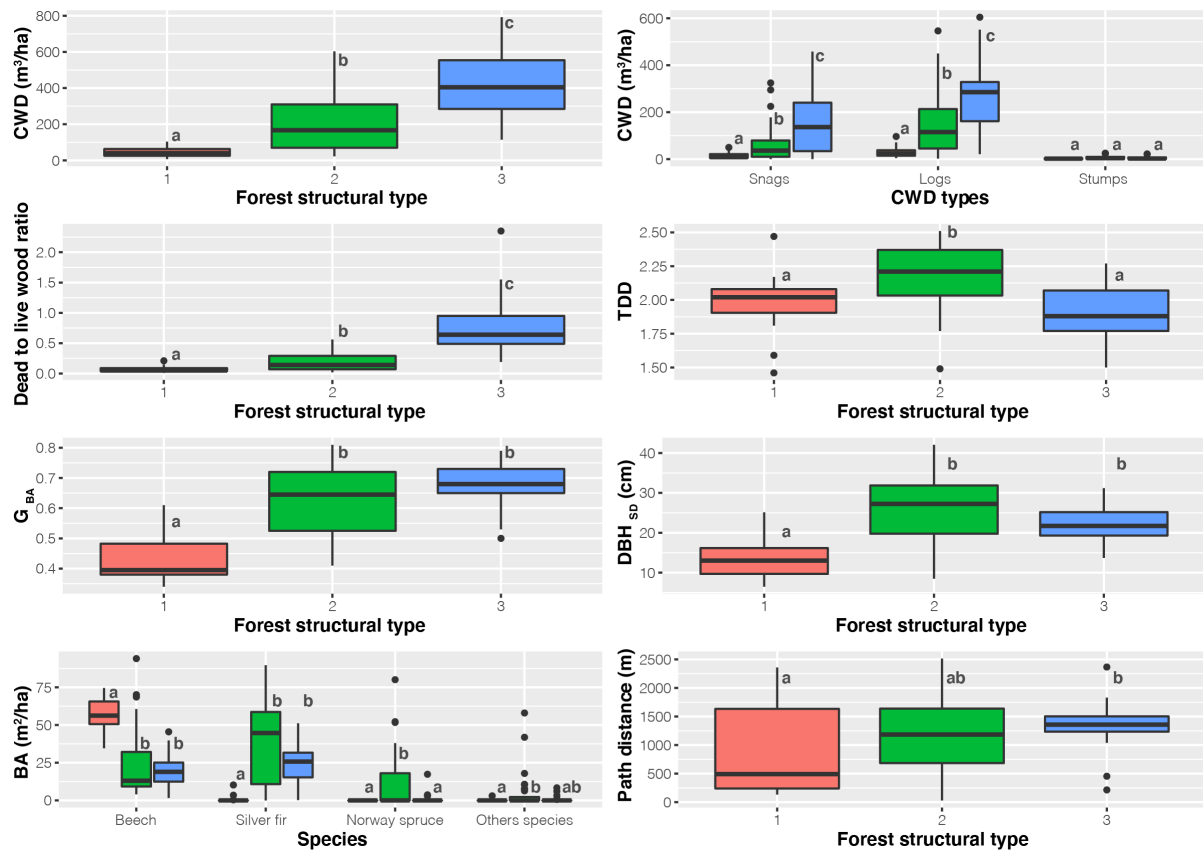 CWD (m³/ha)
800
600
400
200
0
a
b
c
1
2
3
Forest structural type
CWD (m³/ha)
600
400
200
0
a
b
c
a
b
c
a
a
a
Snags
Logs
Stumps
CWD types
Dead to live wood ratio
2.0
1.5
1.0
0.5
0.0
a
b
c
1
2
3
Forest structural type
TDD
2.50
2.25
2.00
1.75
1.50
a
b
a
1
2
3
Forest structural type
G BA
0.8
0.7
0.6
0.5
0.4
a
b
b
1
2
3
Forest structural type
DBH SD (cm)
40
30
20
10
a
b
b
1
2
3
Forest structural type
BA (m²/ha)
75
50
25
0
a
b
b
a
b
b
a
b
a
a
b
ab
Beech
Silver fir
Norway spruce
Others species
Species
Path distance (m)
2500
2000
1500
1000
500
0
a
ab
b
1
2
3
Forest structural type